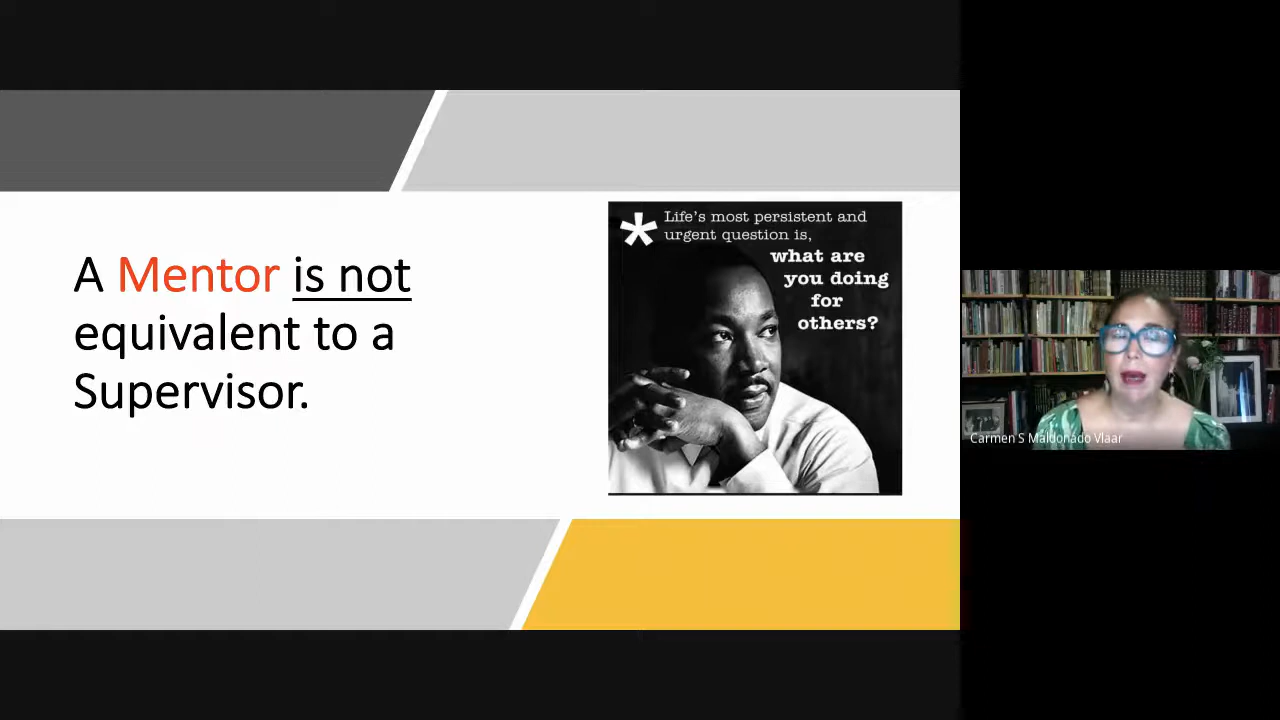 A Mentor is not
equivalent to a
Supervisor.
Life's most persistent and
urgent question is,
what are
you doing
for
others?
Carmen S Maldonado Vlaar